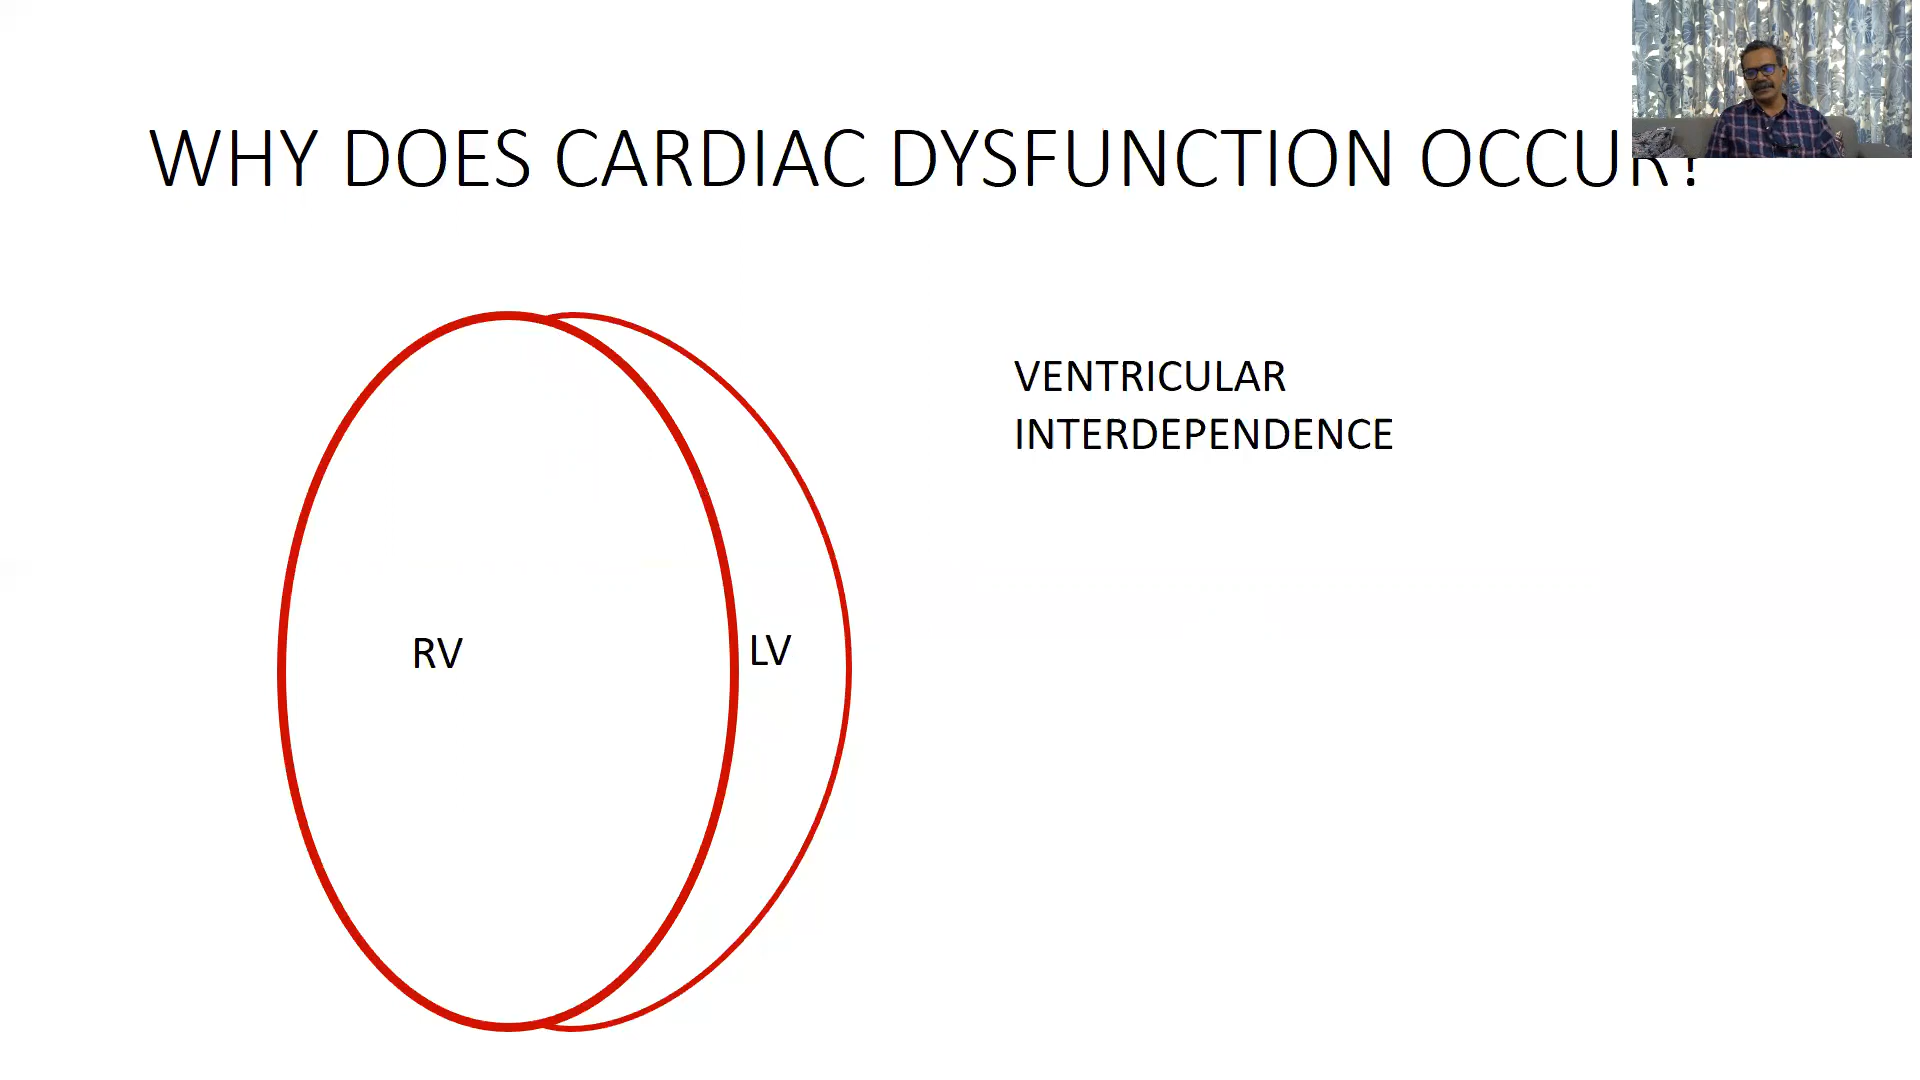 WHY DOES CARDIAC DYSFUNCTION OCCUR?
VENTRICULAR
INTERDEPENDENCE
RV
LV